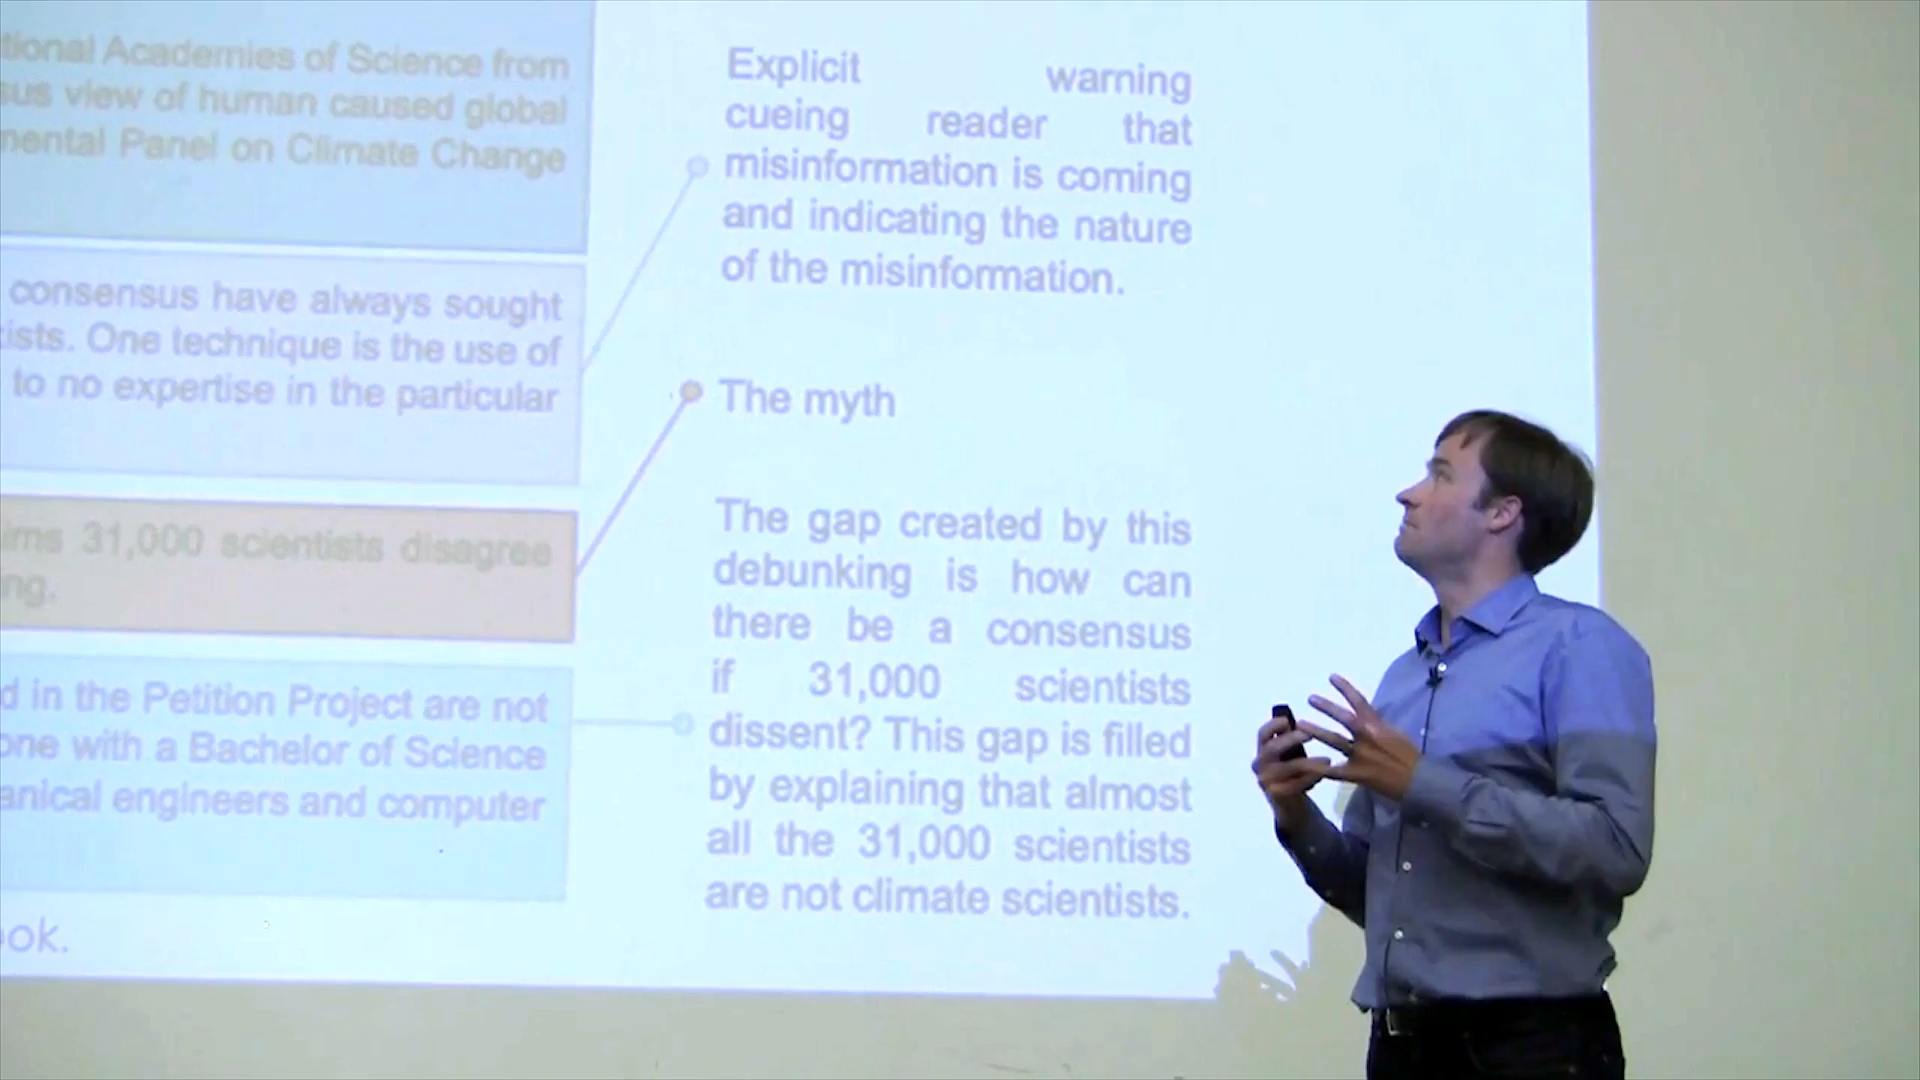 tional Academies of Science from
sus view of human caused global
mental Panel on Climate Change
consensus have always sought
ists. One technique is the use of
to no expertise in the particular
ims 31,000 scientists disagree
ng.
d in the Petition Project are not
one with a Bachelor of Science
anical engineers and computer
ok.
Explicit warning
cueing reader that
misinformation is coming
and indicating the nature
of the misinformation.
The myth
The gap created by this
debunking is how can
there be a consensus
if 31,000 scientists
dissent? This gap is filled
by explaining that almost
all the 31,000 scientists
are not climate scientists.